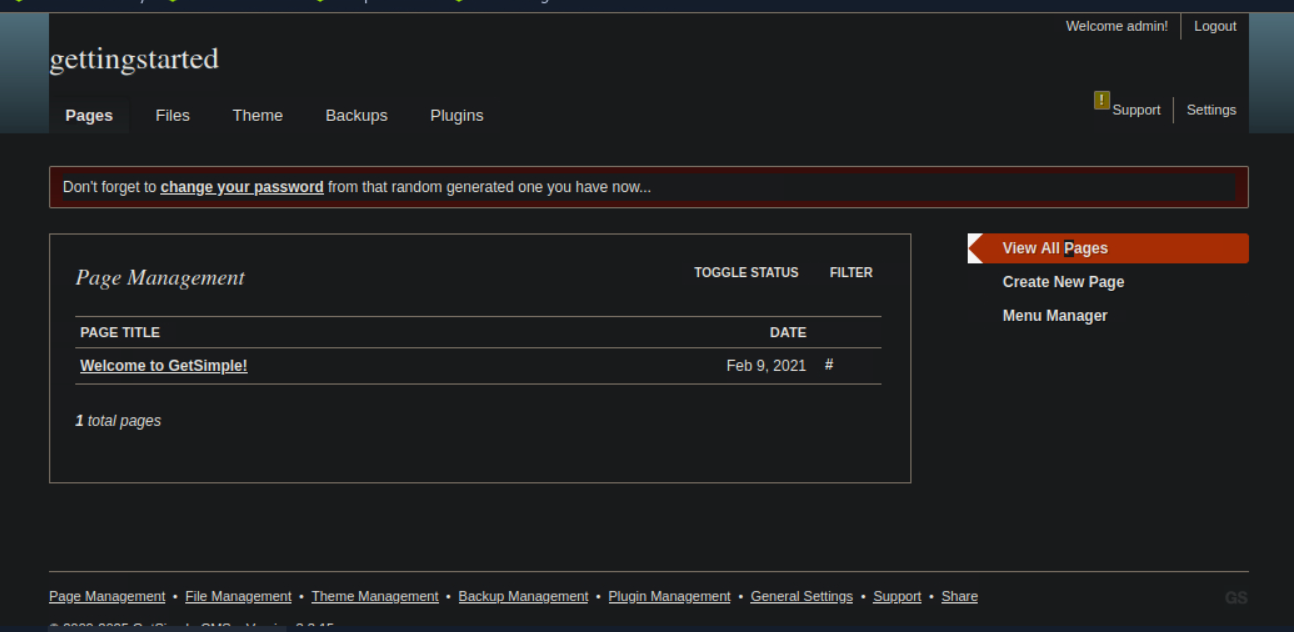 Welcome admin! Logout
gettingstarted
Pages Files Theme Backups Plugins
! Support Settings
Don't forget to change your password from that random generated one you have now...
Page Management TOGGLE STATUS FILTER
PAGE TITLE DATE
Welcome to GetSimple! Feb 9, 2021 #
1 total pages
View All Pages
Create New Page
Menu Manager
Page Management • File Management • Theme Management • Backup Management • Plugin Management • General Settings • Support • Share
GS